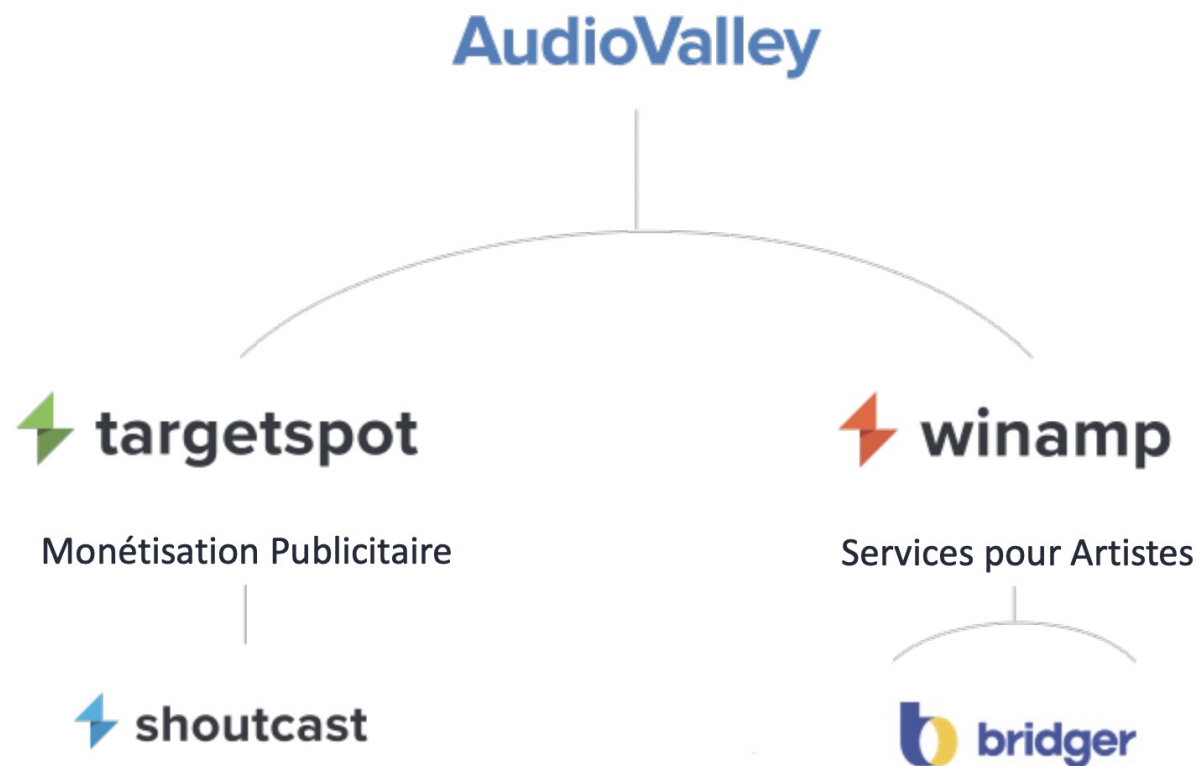 AudioValley
targetspot
winamp
Monétisation Publicitaire
Services pour Artistes
shoutcast
bridger